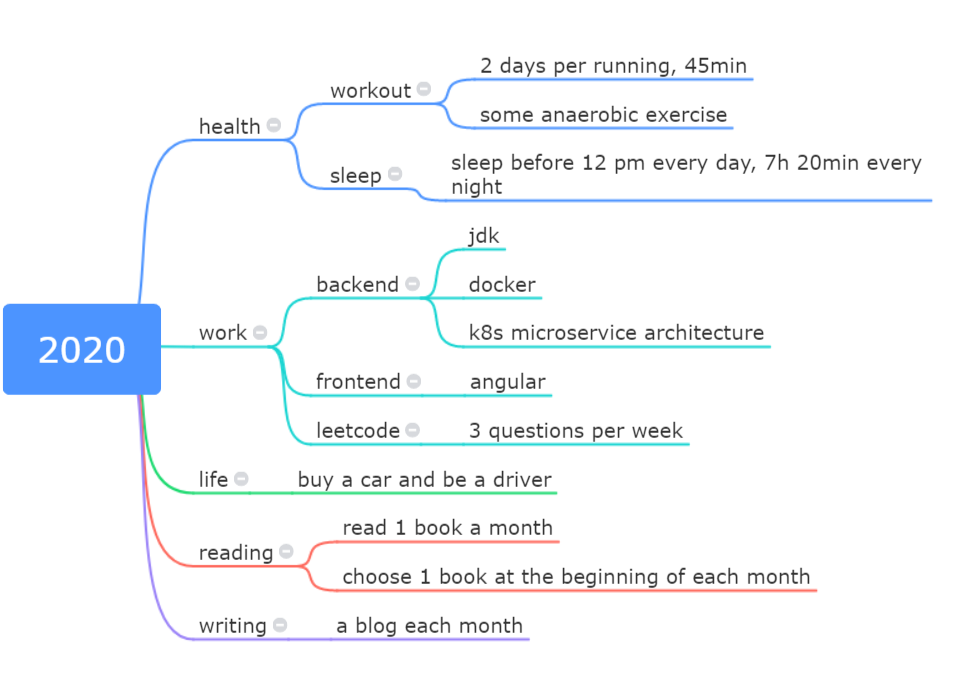 2020
health
workout
2 days per running, 45min
some anaerobic exercise
sleep
sleep before 12 pm every day, 7h 20min every
night
work
backend
jdk
docker
k8s microservice architecture
frontend
angular
leetcode
3 questions per week
life
buy a car and be a driver
reading
read 1 book a month
choose 1 book at the beginning of each month
writing
a blog each month